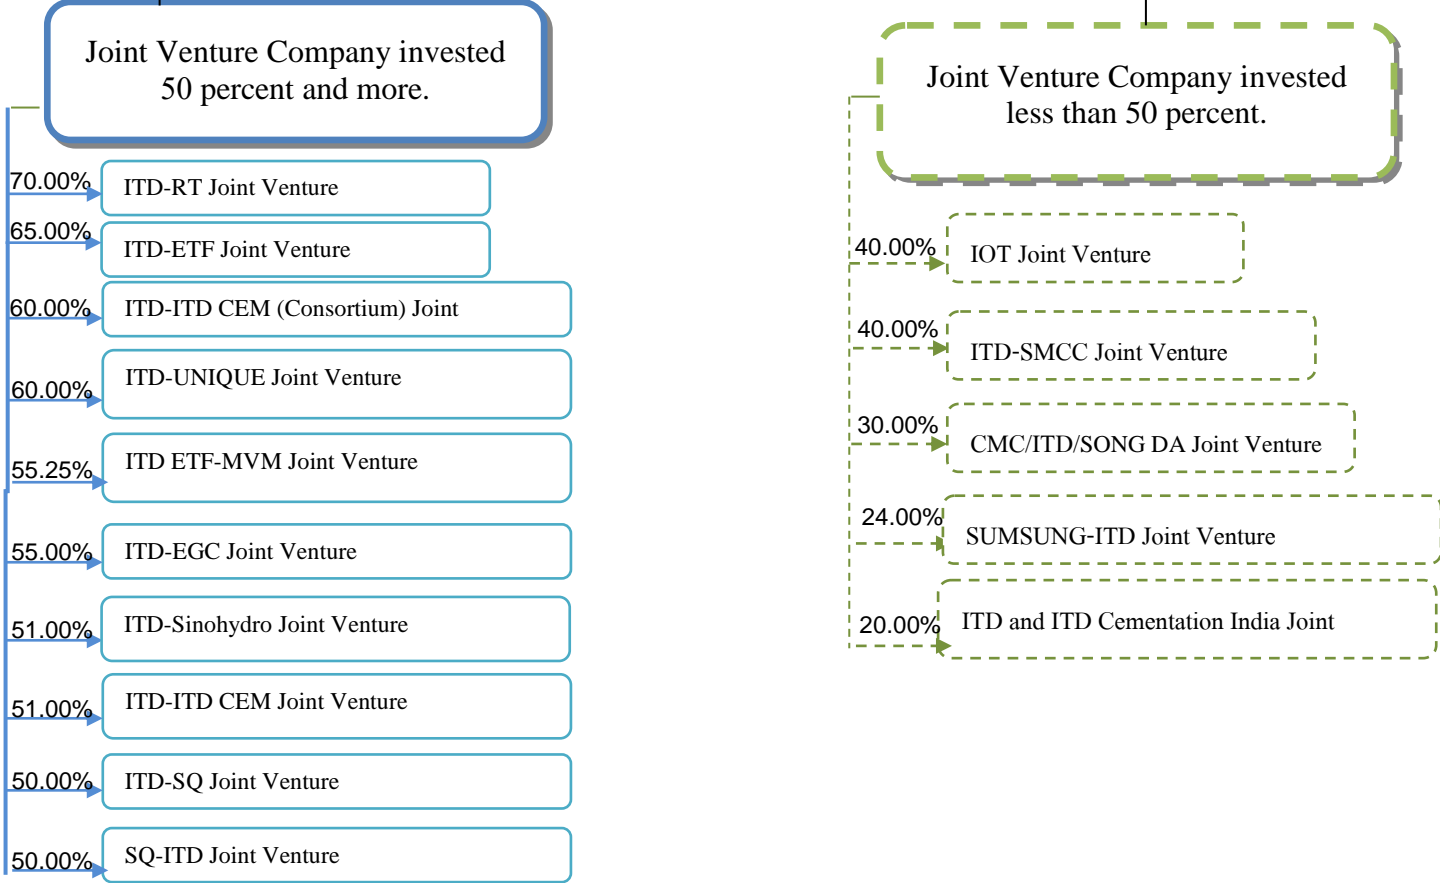 Joint Venture Company invested
50 percent and more.
70.00%
ITD-RT Joint Venture
65.00%
ITD-ETF Joint Venture
60.00%
ITD-ITD CEM (Consortium) Joint
60.00%
ITD-UNIQUE Joint Venture
55.25%
ITD ETF-MVM Joint Venture
55.00%
ITD-EGC Joint Venture
51.00%
ITD-Sinohydro Joint Venture
51.00%
ITD-ITD CEM Joint Venture
50.00%
ITD-SQ Joint Venture
50.00%
SQ-ITD Joint Venture
Joint Venture Company invested
less than 50 percent.
40.00%
IOT Joint Venture
40.00%
ITD-SMCC Joint Venture
30.00%
CMC/ITD/SONG DA Joint Venture
24.00%
SUMSUNG-ITD Joint Venture
20.00%
ITD and ITD Cementation India Joint